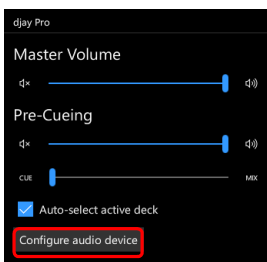 djay Pro
Master Volume
Pre-Cueing
CUE MIX
Auto-select active deck
Configure audio device